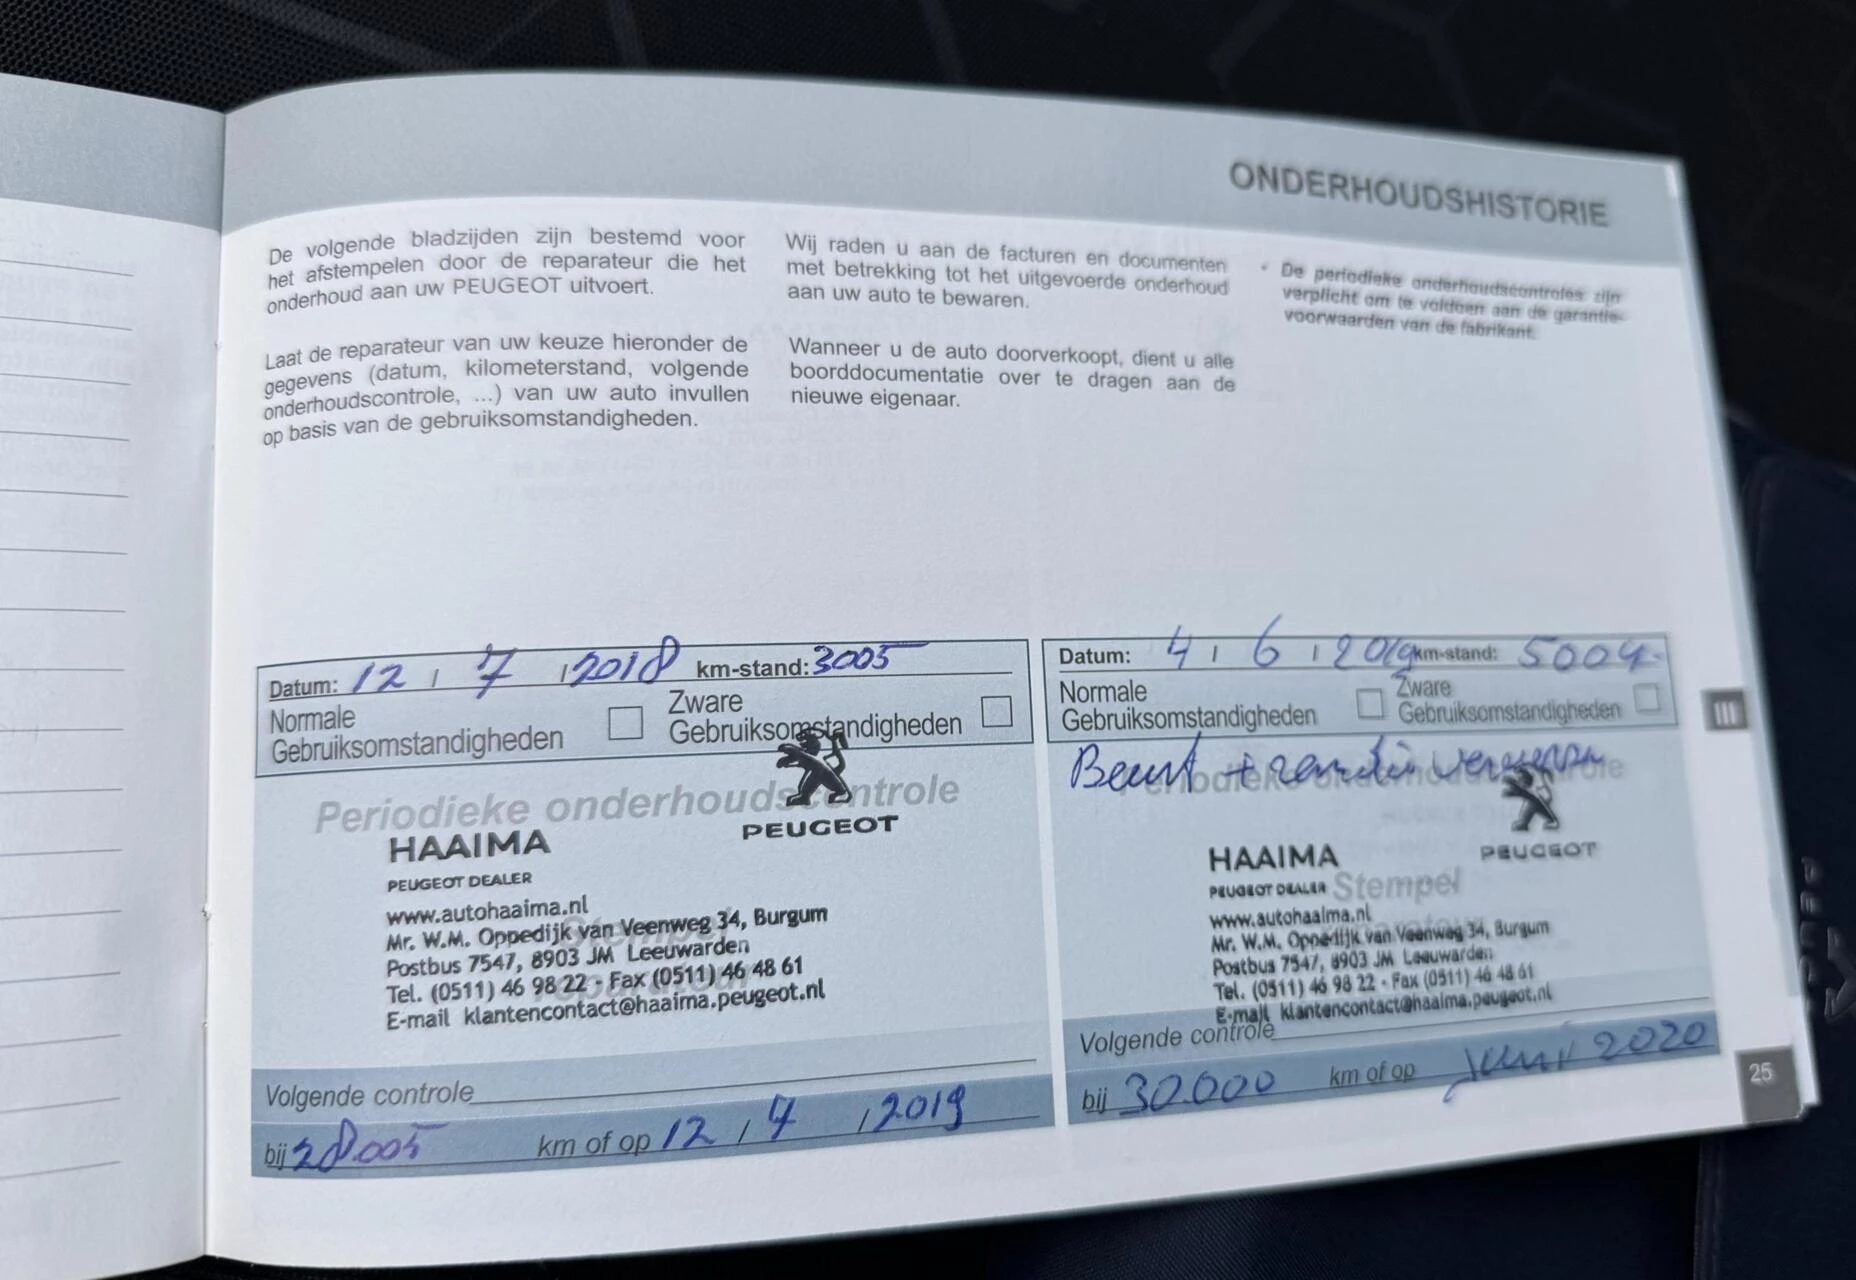 ONDERHOUDSHISTORIE
De volgende bladzijden zijn bestemd voor
het afstempelen door de reparateur die het
onderhoud aan uw PEUGEOT uitvoert.
Laat de reparateur van uw keuze hieronder de
gegevens (datum, kilometerstand, volgende
onderhoudscontrole, ...) van uw auto invullen
op basis van de gebruiksomstandigheden.
Wij raden u aan de facturen en documenten
met betrekking tot het uitgevoerde onderhoud
aan uw auto te bewaren.
Wanneer u de auto doorverkoopt, dient u alle
boorddocumentatie over te dragen aan de
nieuwe eigenaar.
• De periodieke onderhoudscontroles zijn
verplicht om te voldoen aan de garantie-
voorwaarden van de fabrikant.
Datum: 12 / 7 / 2018 km-stand: 3005
Normale
Gebruiksomstandigheden
Zware
Gebruiksomstandigheden
Periodieke onderhoudscontrole
PEUGEOT
HAAIMA
PEUGEOT DEALER
www.autohaaima.nl
Mr. W.M. Oppedijk van Veenweg 34, Burgum
Postbus 7547, 8903 JM Leeuwarden
Tel. (0511) 46 98 22 - Fax (0511) 46 48 61
E-mail klantencontact@haaima.peugeot.nl
Stempel
reparateur
Volgende controle
bij 28.005 km of op 12 / 7 / 2019
Datum: 4 / 6 / 2019 km-stand: 5004
Normale
Gebruiksomstandigheden
Zware
Gebruiksomstandigheden
Beurt +
Periodieke onderhoudscontrole
PEUGEOT
HAAIMA
PEUGEOT DEALER Stempel
www.autohaaima.nl
Mr. W.M. Oppedijk van Veenweg 34, Burgum
Postbus 7547, 8903 JM Leeuwarden
Tel. (0511) 46 98 22 - Fax (0511) 46 48 61
E-mail klantencontact@haaima.peugeot.nl
Volgende controle
bij 30.000 km of op juni 2020
III
25